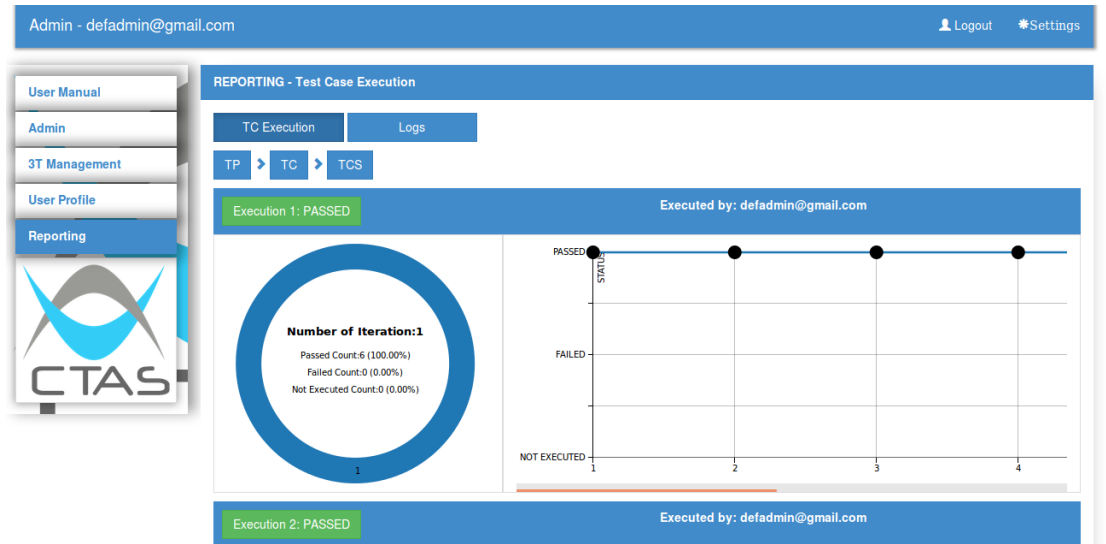 Admin - defadmin@gmail.com
Logout
Settings
User Manual
Admin
3T Management
User Profile
Reporting
CTAS
REPORTING - Test Case Execution
TC Execution
Logs
TP
TC
TCS
Execution 1: PASSED
Executed by: defadmin@gmail.com
Number of Iteration:1
Passed Count:6 (100.00%)
Failed Count:0 (0.00%)
Not Executed Count:0 (0.00%)
1
PASSED
STATUS
FAILED
NOT EXECUTED
1
2
3
4
Execution 2: PASSED
Executed by: defadmin@gmail.com